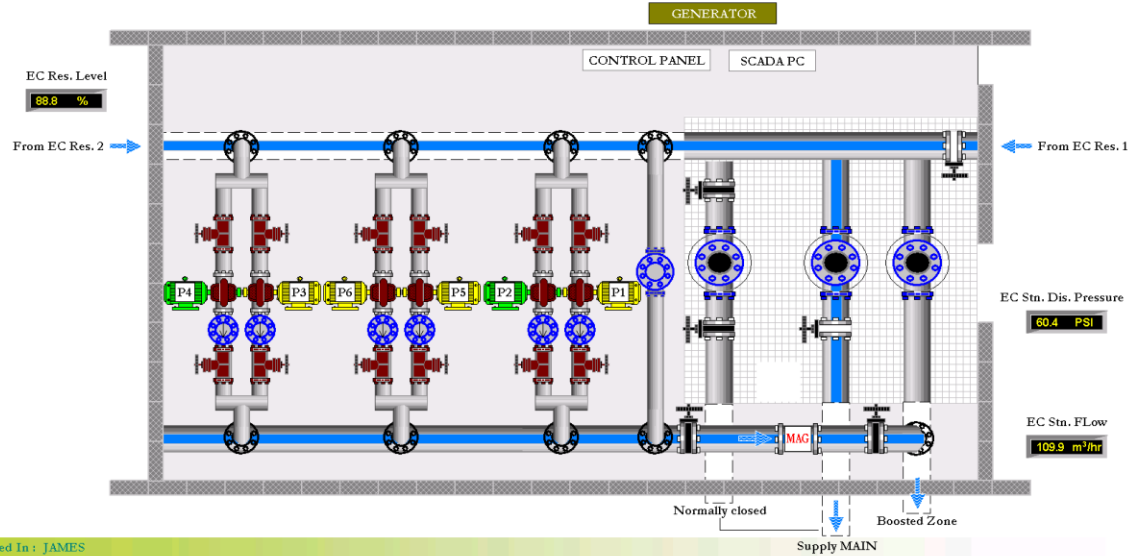 GENERATOR
CONTROL PANEL
SCADA PC
EC Res. Level
88.8 %
From EC Res. 2
From EC Res. 1
P4
P3
P6
P5
P2
P1
EC Stn. Dis. Pressure
60.4 PSI
EC Stn. FLow
109.9 m³/hr
MAG
Normally closed
Boosted Zone
Supply MAIN
ed In : JAMES